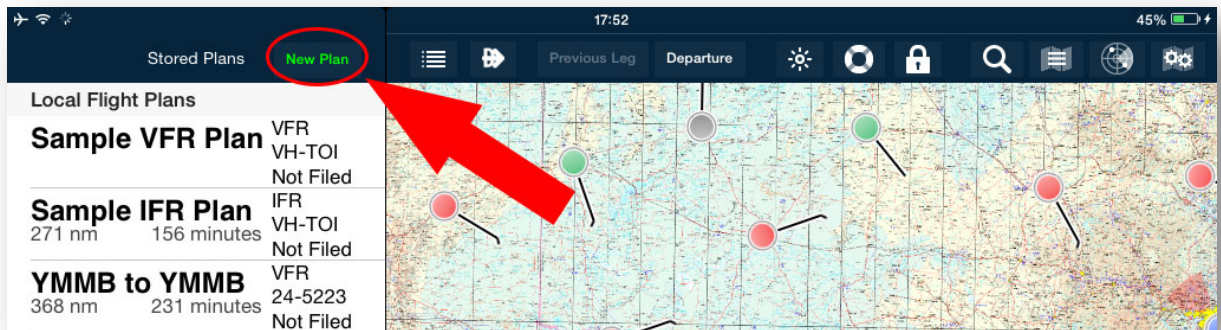 17:52
45%
Stored Plans
New Plan
Previous Leg
Departure
Local Flight Plans
Sample VFR Plan
VFR
VH-TOI
Not Filed
Sample IFR Plan
271 nm 156 minutes
IFR
VH-TOI
Not Filed
YMMB to YMMB
368 nm 231 minutes
VFR
24-5223
Not Filed